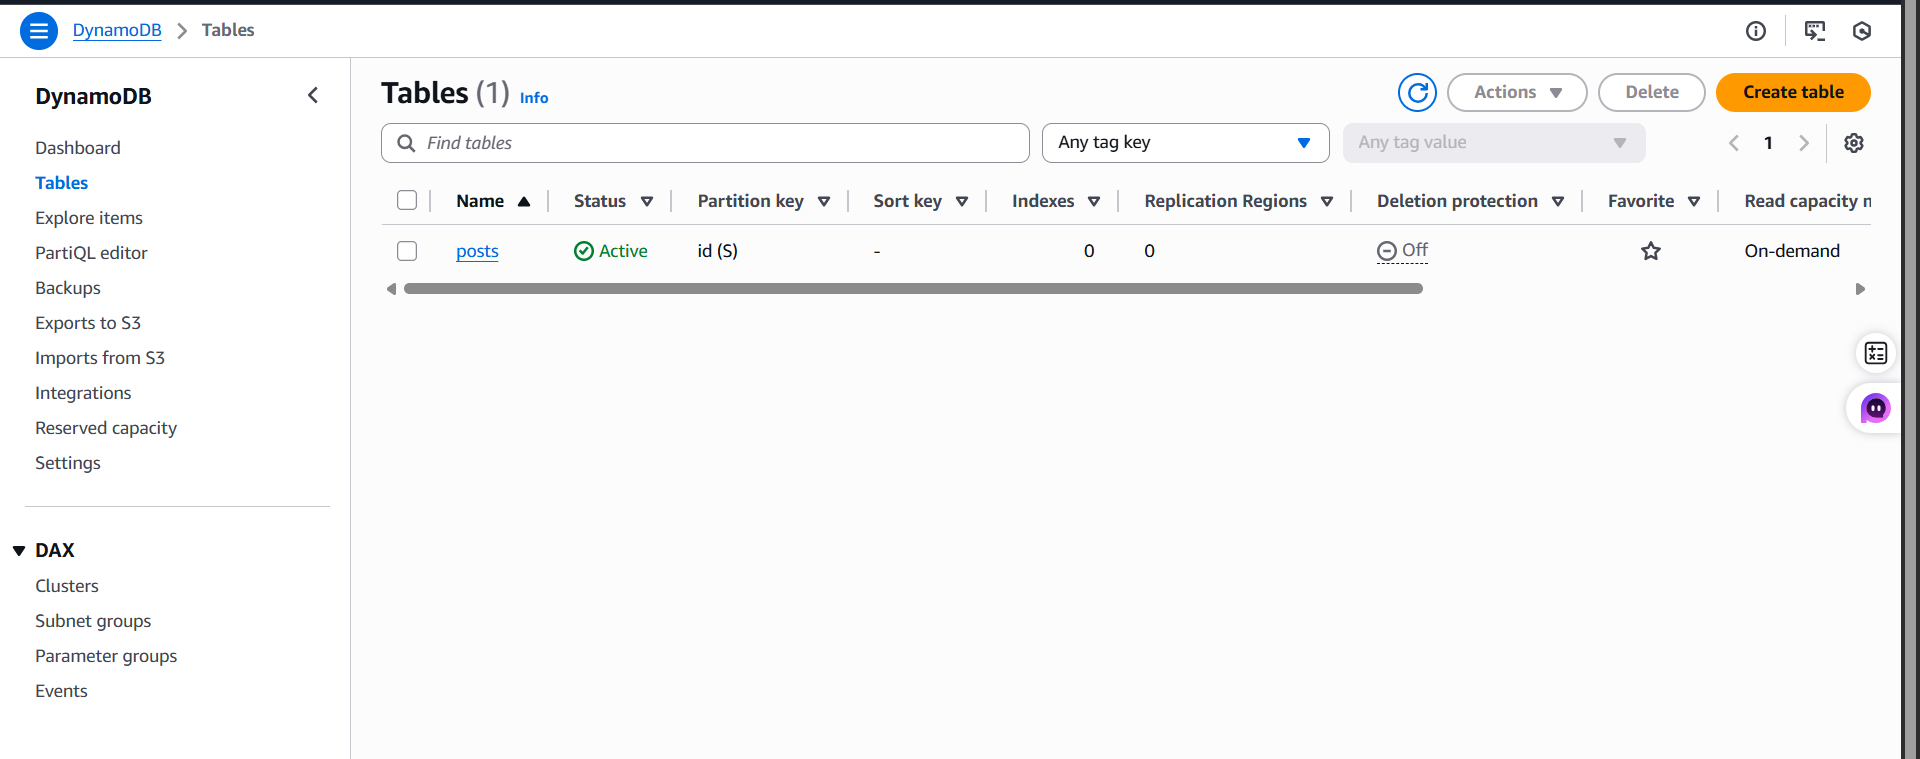 DynamoDB > Tables
DynamoDB
Dashboard
Tables
Explore items
PartiQL editor
Backups
Exports to S3
Imports from S3
Integrations
Reserved capacity
Settings
DAX
Clusters
Subnet groups
Parameter groups
Events
Tables (1) Info
Actions
Delete
Create table
Find tables
Any tag key
Any tag value
1
Name Status Partition key Sort key Indexes Replication Regions Deletion protection Favorite Read capacity
posts Active id (S) - 0 0 Off On-demand